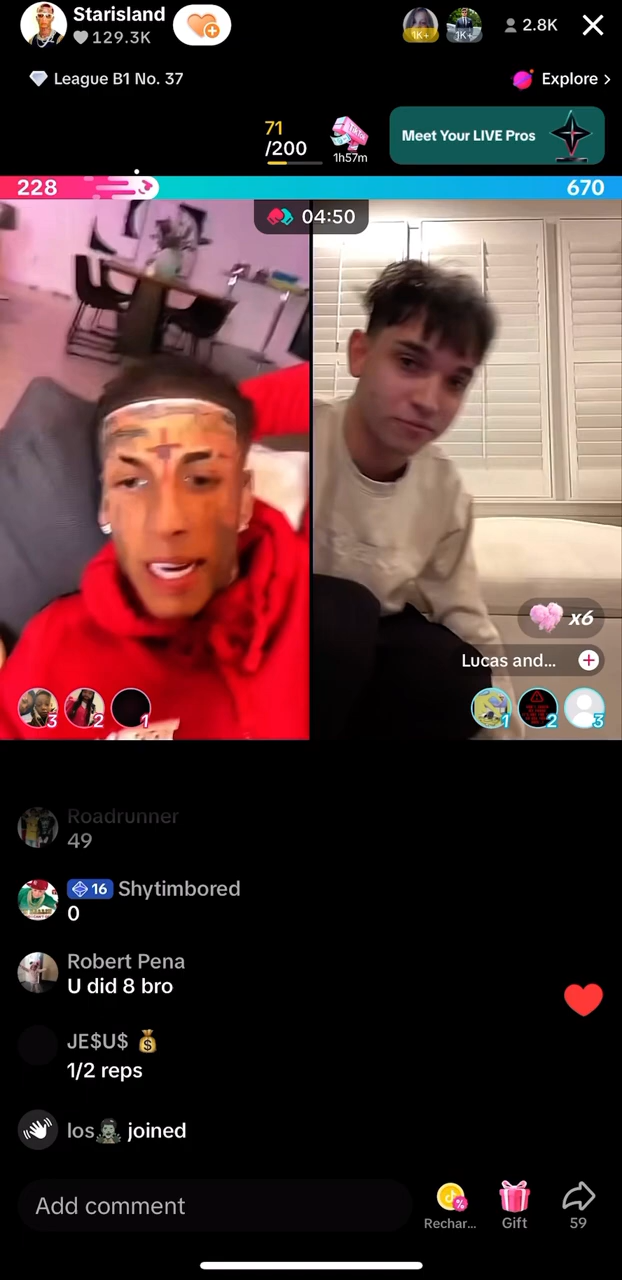 Starisland
129.3K
1K+
1K+
2.8K
League B1 No. 37
Explore >
71
/200
1h57m
Meet Your LIVE Pros
228
670
04:50
x6
Lucas and...
3
2
1
1
2
3
Roadrunner
49
16 Shytimbored
0
Robert Pena
U did 8 bro
JE$U$ 💰
1/2 reps
los joined
Add comment
Rechar...
Gift
59